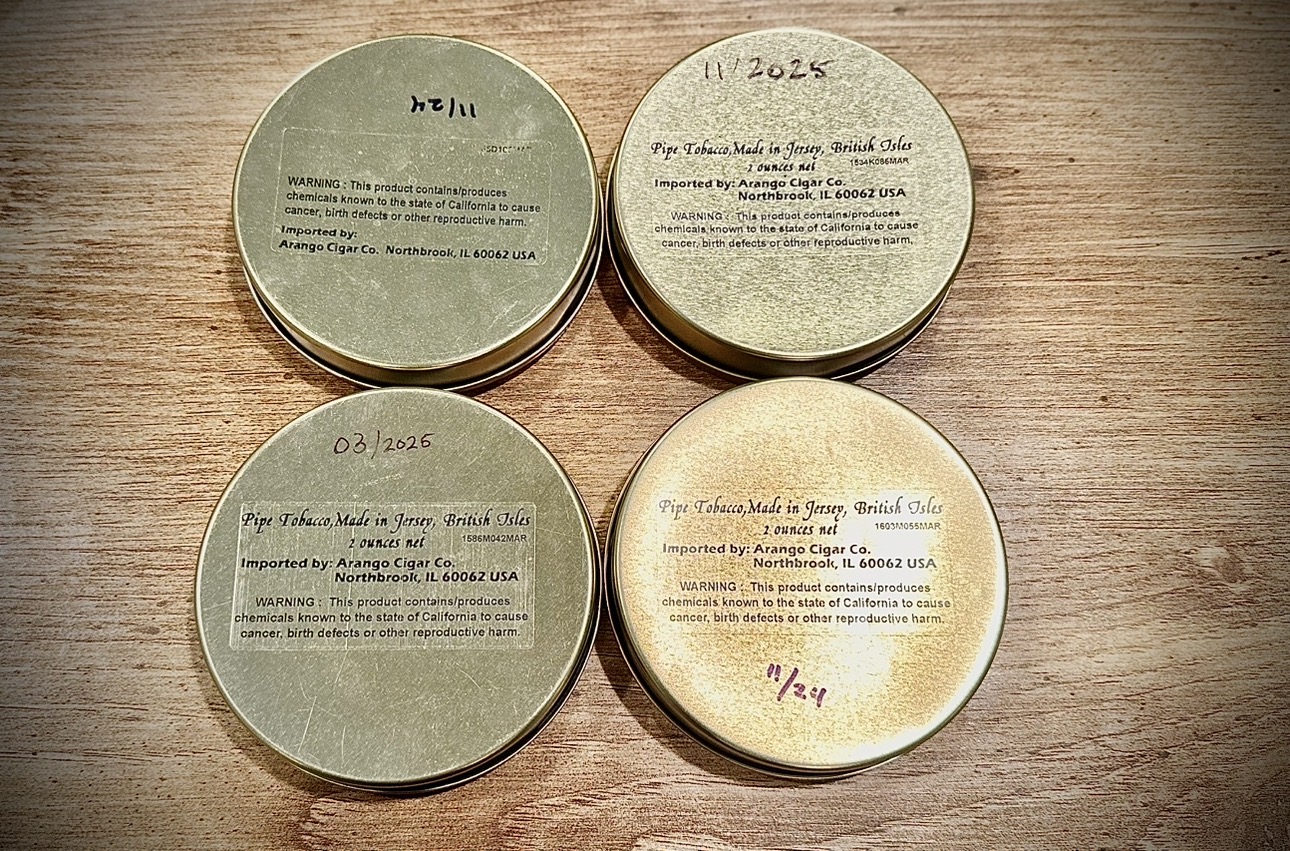 11/24
WARNING : This product contains/produces
chemicals known to the state of California to cause
cancer, birth defects or other reproductive harm.
Imported by:
Arango Cigar Co. Northbrook, IL 60062 USA
11/2025
Pipe Tobacco, Made in Jersey, British Isles
2 ounces net
1534K086MAR
Imported by: Arango Cigar Co.
Northbrook, IL 60062 USA
WARNING : This product contains/produces
chemicals known to the state of California to cause
cancer, birth defects or other reproductive harm.
03/2025
Pipe Tobacco, Made in Jersey, British Isles
2 ounces net
1586M042MAR
Imported by: Arango Cigar Co.
Northbrook, IL 60062 USA
WARNING : This product contains/produces
chemicals known to the state of California to cause
cancer, birth defects or other reproductive harm.
Pipe Tobacco, Made in Jersey, British Isles
2 ounces net
1603M055MAR
Imported by: Arango Cigar Co.
Northbrook, IL 60062 USA
WARNING : This product contains/produces
chemicals known to the state of California to cause
cancer, birth defects or other reproductive harm.
11/24